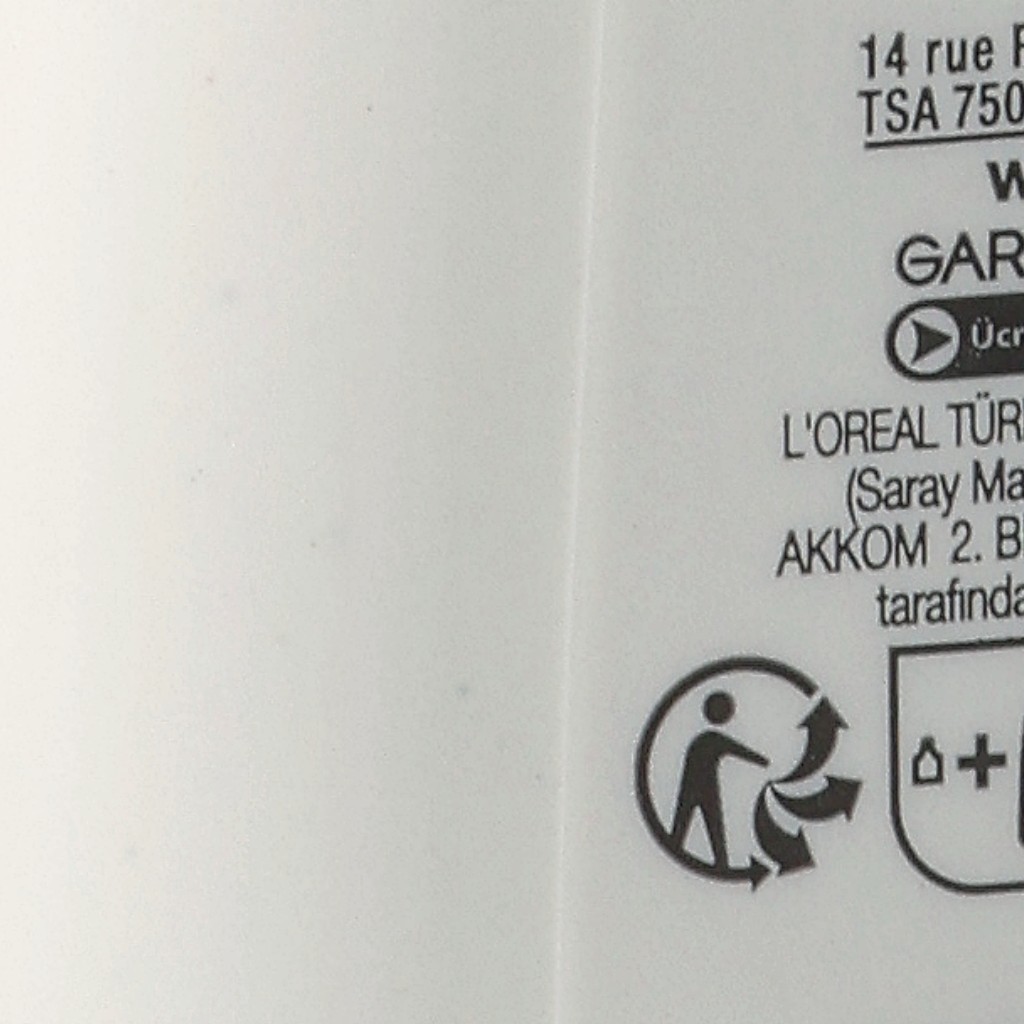 14 rue
TSA 750
GAR
L'OREAL TÜR
(Saray Ma
AKKOM 2. B
tarafında